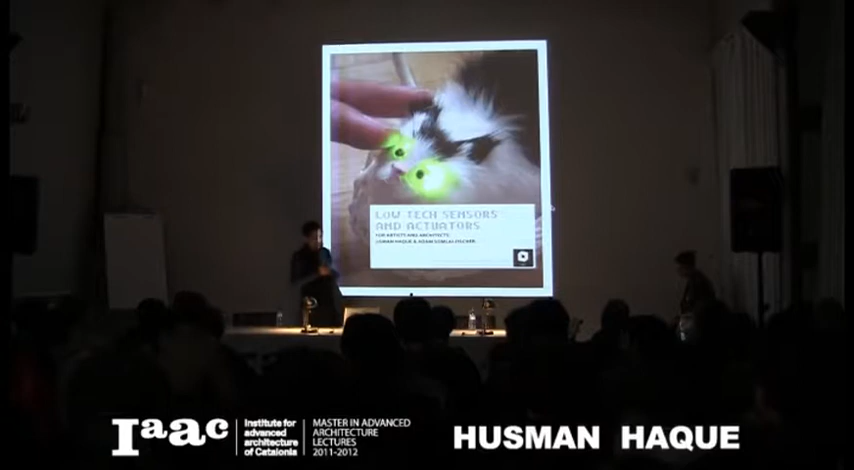 LOW TECH SENSORS
AND ACTUATORS
FOR ARTISTS AND ARCHITECTS
USMAN HAQUE & ADAM SOMLAI-FISCHER
Iaac
Institute for
advanced
architecture
of Catalonia
MASTER IN ADVANCED
ARCHITECTURE
LECTURES
2011-2012
HUSMAN HAQUE